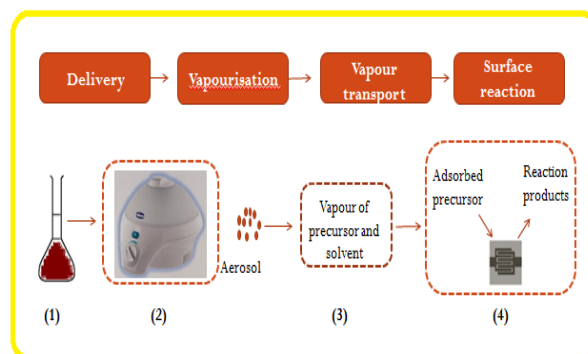 Delivery
Vapourisation
Vapour
transport
Surface
reaction
Adsorbed
precursor
Reaction
products
Vapour of
precursor and
solvent
Aerosol
(1)
(2)
(3)
(4)